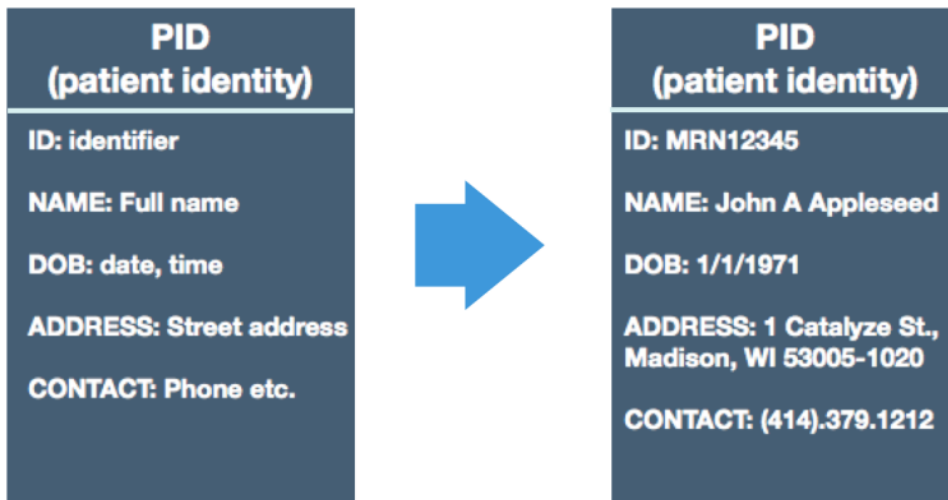 PID
(patient identity)
ID: identifier
NAME: Full name
DOB: date, time
ADDRESS: Street address
CONTACT: Phone etc.
PID
(patient identity)
ID: MRN12345
NAME: John A Appleseed
DOB: 1/1/1971
ADDRESS: 1 Catalyze St.,
Madison, WI 53005-1020
CONTACT: (414).379.1212